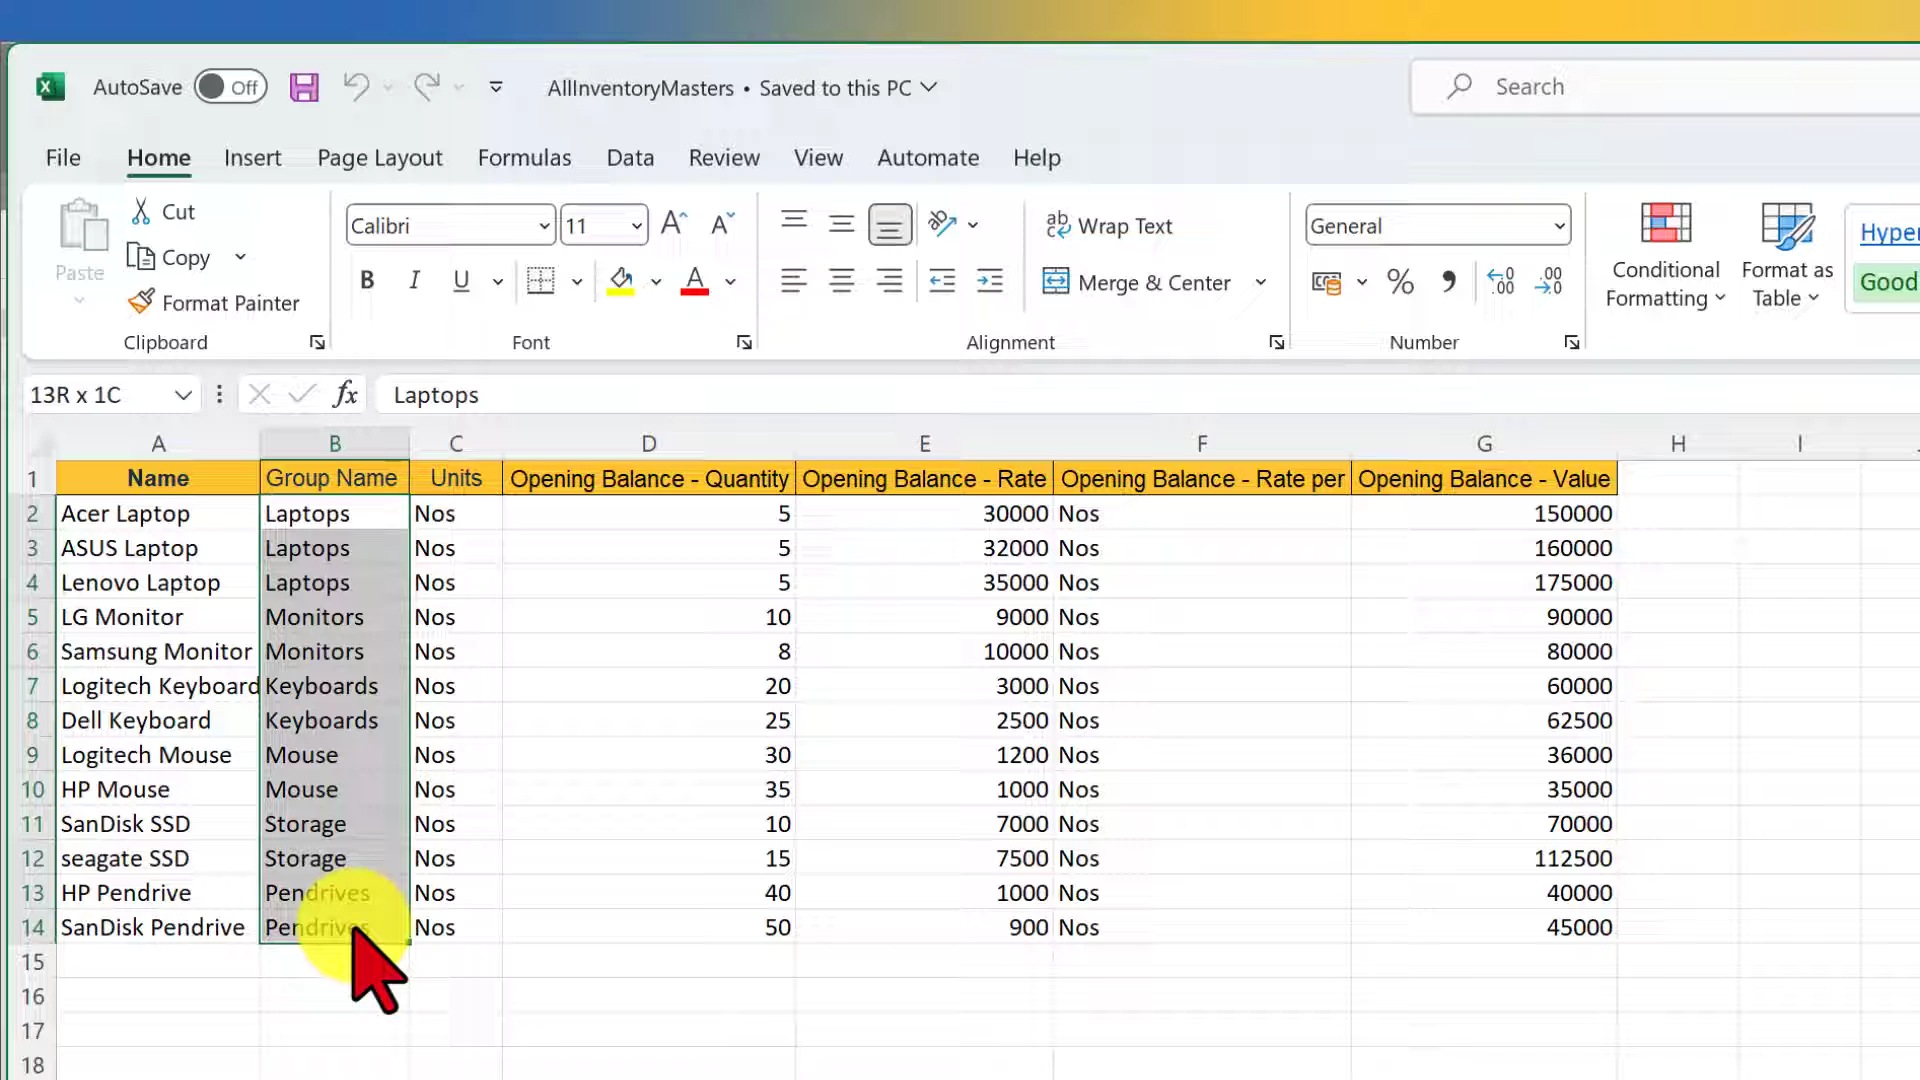 AutoSave Off AllInventoryMasters • Saved to this PC Search
File Home Insert Page Layout Formulas Data Review View Automate Help
Paste Cut Copy Format Painter Clipboard
Calibri 11 B I U A Font
Wrap Text Merge & Center Alignment
General % Number
Conditional Formatting Format as Table
Good
13R x 1C fx Laptops
A B C D E F G H I
1 Name Group Name Units Opening Balance - Quantity Opening Balance - Rate Opening Balance - Rate per Opening Balance - Value
2 Acer Laptop Laptops Nos 5 30000 Nos 150000
3 ASUS Laptop Laptops Nos 5 32000 Nos 160000
4 Lenovo Laptop Laptops Nos 5 35000 Nos 175000
5 LG Monitor Monitors Nos 10 9000 Nos 90000
6 Samsung Monitor Monitors Nos 8 10000 Nos 80000
7 Logitech Keyboard Keyboards Nos 20 3000 Nos 60000
8 Dell Keyboard Keyboards Nos 25 2500 Nos 62500
9 Logitech Mouse Mouse Nos 30 1200 Nos 36000
10 HP Mouse Mouse Nos 35 1000 Nos 35000
11 SanDisk SSD Storage Nos 10 7000 Nos 70000
12 seagate SSD Storage Nos 15 7500 Nos 112500
13 HP Pendrive Pendrives Nos 40 1000 Nos 40000
14 SanDisk Pendrive Pendrives Nos 50 900 Nos 45000
15
16
17
18